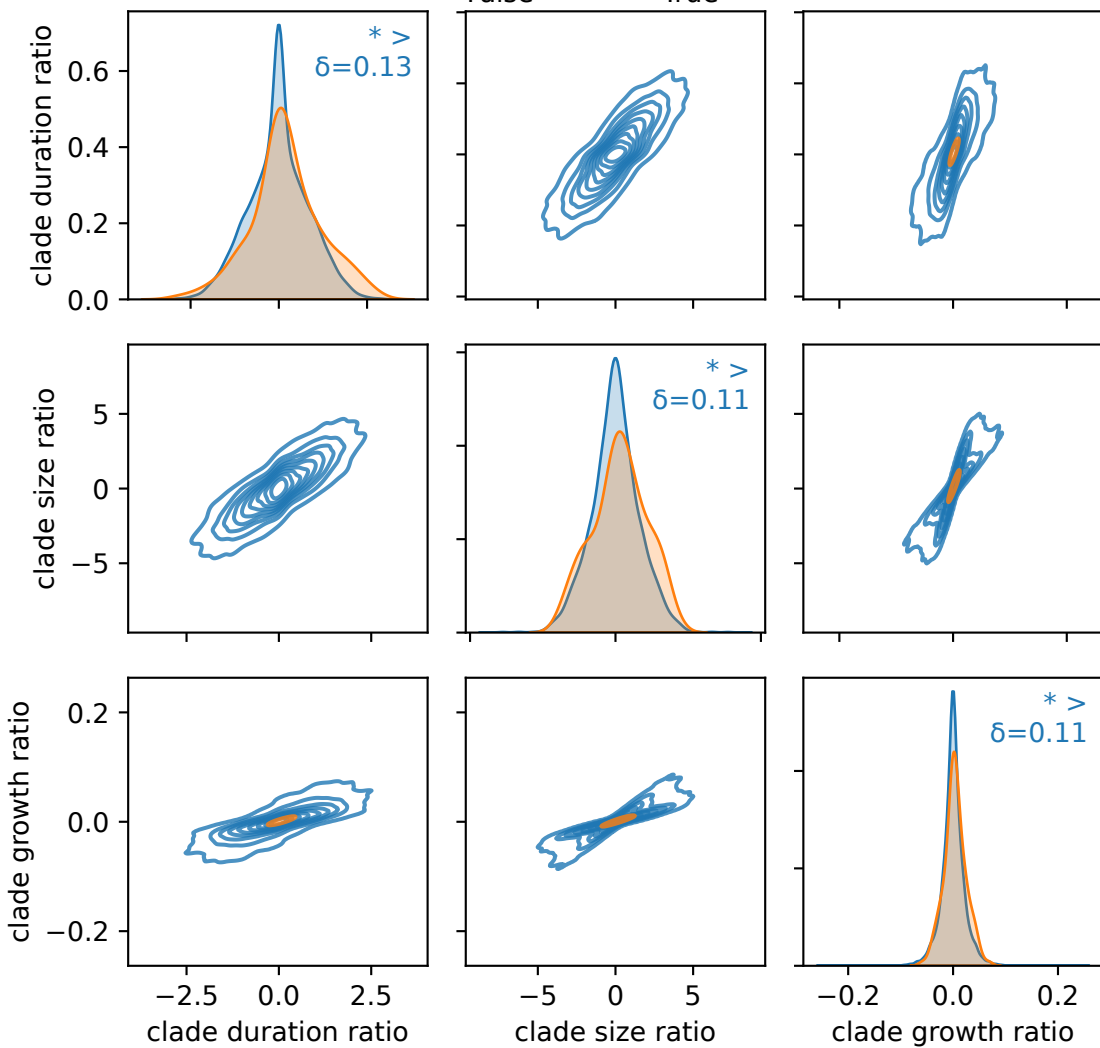 False True
clade duration ratio
0.6
0.4
0.2
0.0
* >
δ=0.13
clade size ratio
5
0
−5
* >
δ=0.11
clade growth ratio
0.2
0.0
−0.2
* >
δ=0.11
−2.5 0.0 2.5
−5 0 5
−0.2 0.0 0.2
clade duration ratio
clade size ratio
clade growth ratio